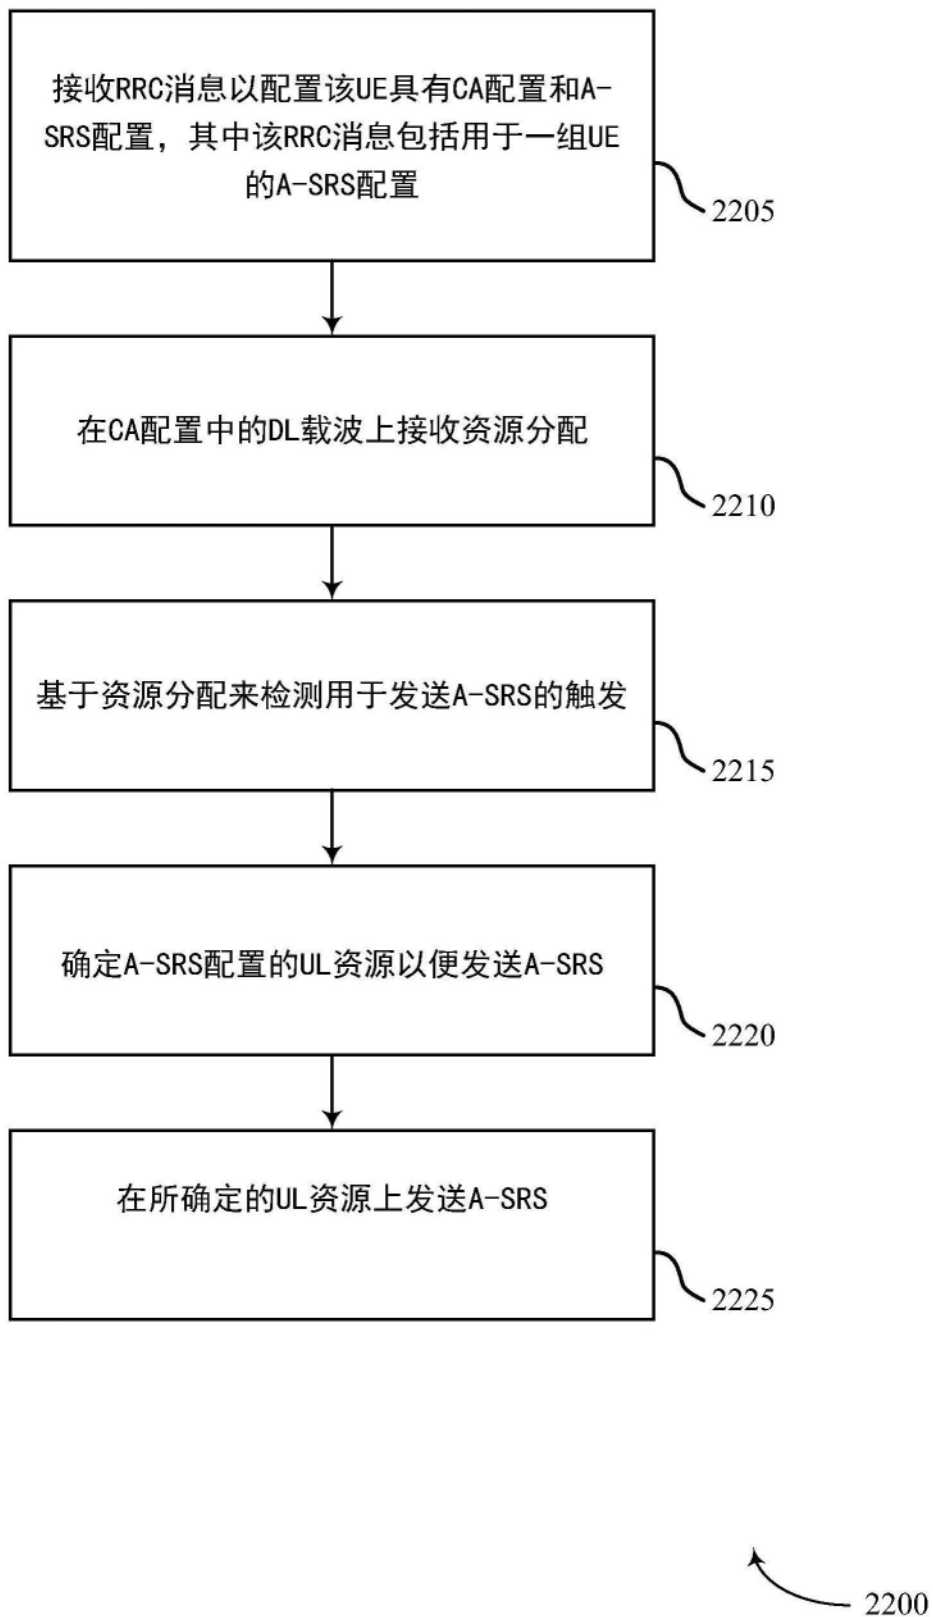 接收RRC消息以配置该UE具有CA配置和A-
SRS配置，其中该RRC消息包括用于一组UE
的A-SRS配置
2205
在CA配置中的DL载波上接收资源分配
2210
基于资源分配来检测用于发送A-SRS的触发
2215
确定A-SRS配置的UL资源以便发送A-SRS
2220
在所确定的UL资源上发送A-SRS
2225
2200